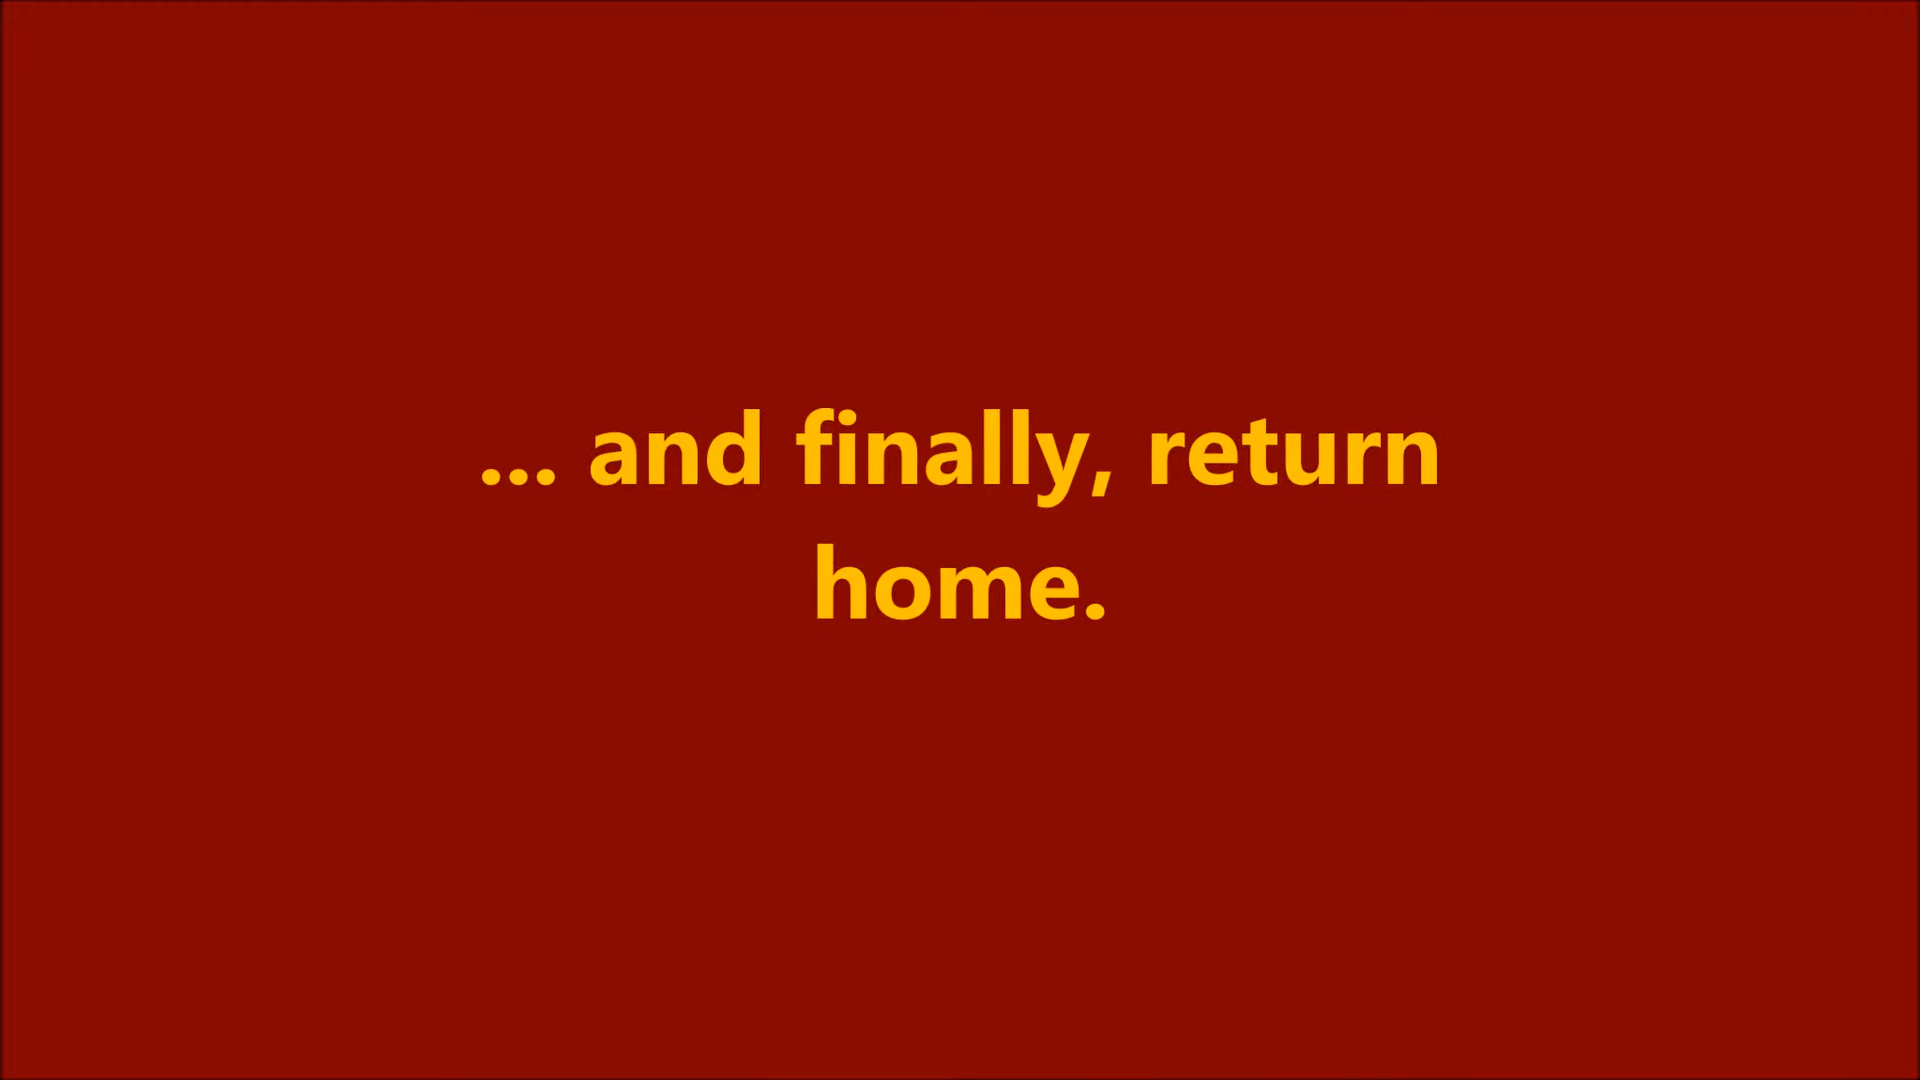 ... and finally, return
home.